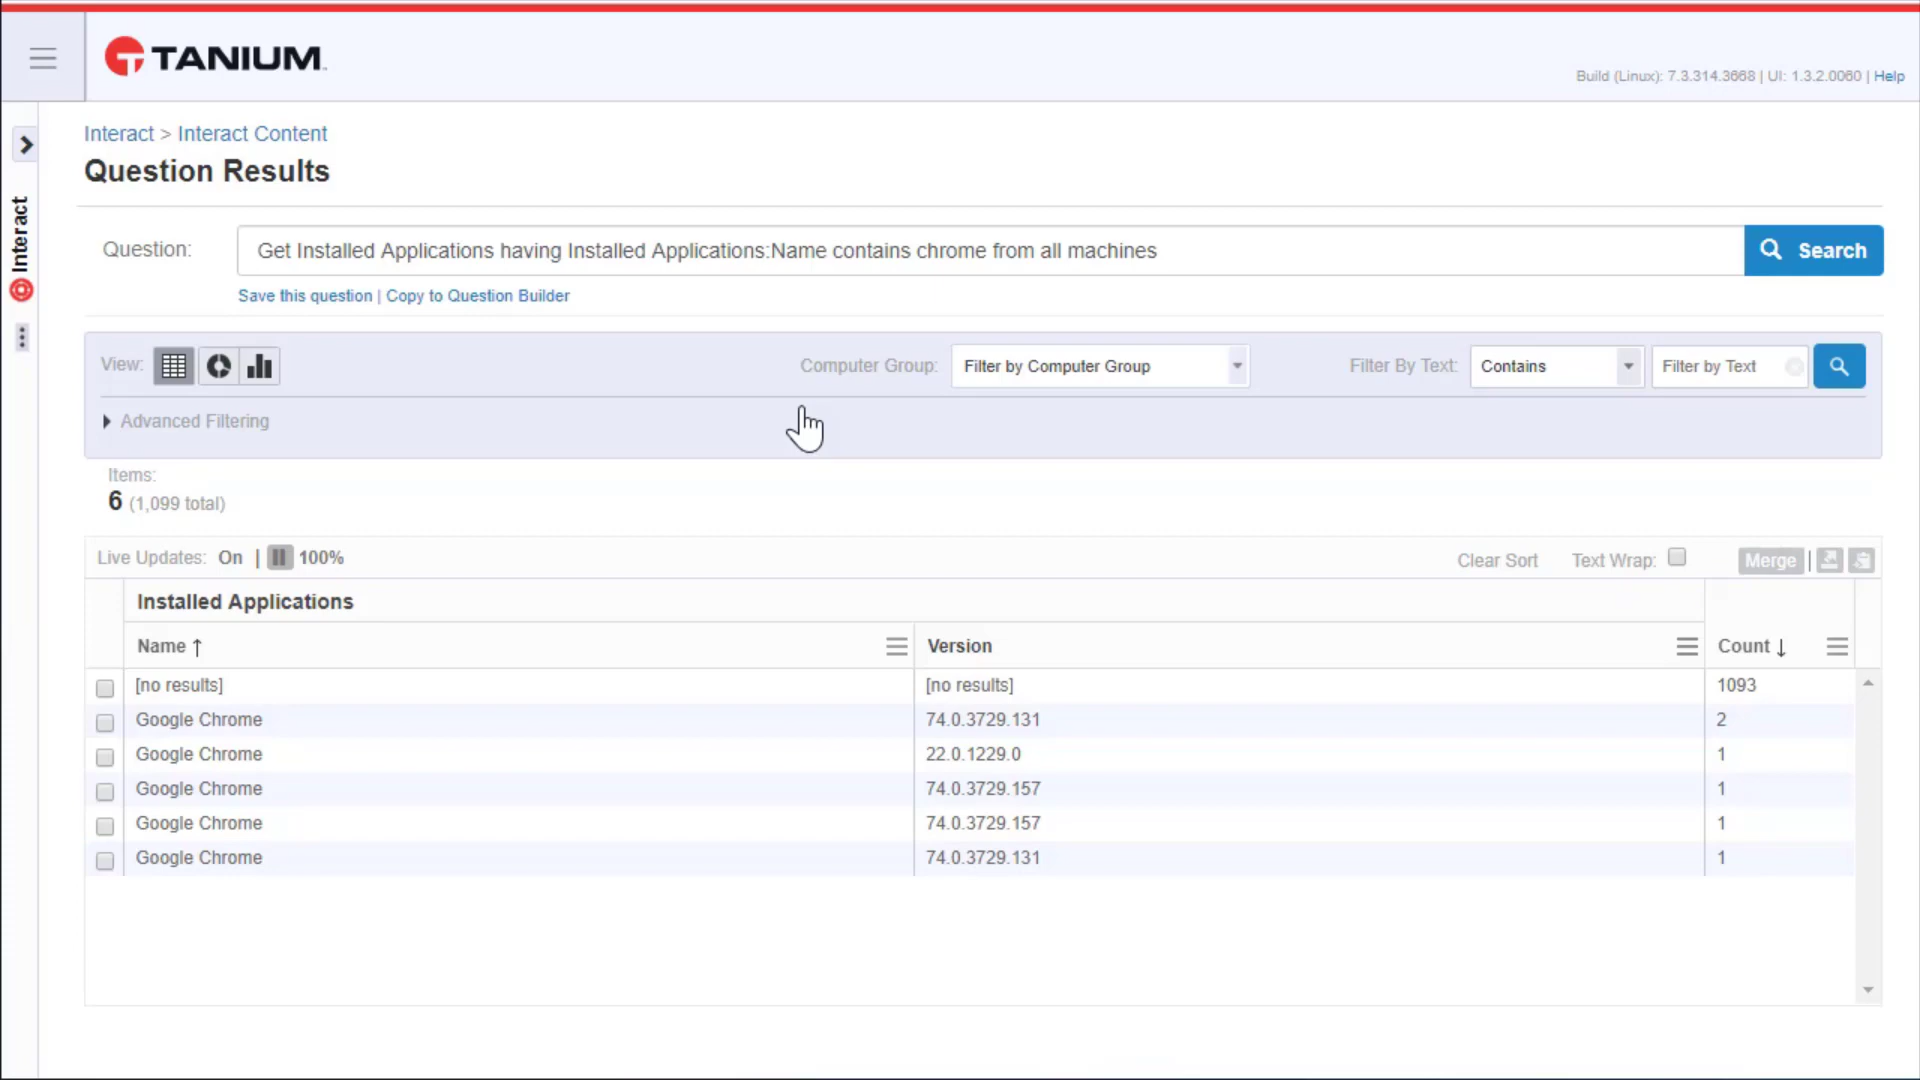 TANIUM
Build (Linux): 7.3.314.3668 | UI: 1.3.2.0060 | Help
Interact > Interact Content
Question Results
Interact
Question:
Get Installed Applications having Installed Applications:Name contains chrome from all machines
Search
Save this question | Copy to Question Builder
View:
Computer Group:
Filter by Computer Group
Filter By Text:
Contains
Filter by Text
Advanced Filtering
Items:
6 (1,099 total)
Live Updates: On | 100%
Clear Sort
Text Wrap:
Merge
Installed Applications
Name ↑ Version Count ↓
[no results] [no results] 1093
Google Chrome 74.0.3729.131 2
Google Chrome 22.0.1229.0 1
Google Chrome 74.0.3729.157 1
Google Chrome 74.0.3729.157 1
Google Chrome 74.0.3729.131 1